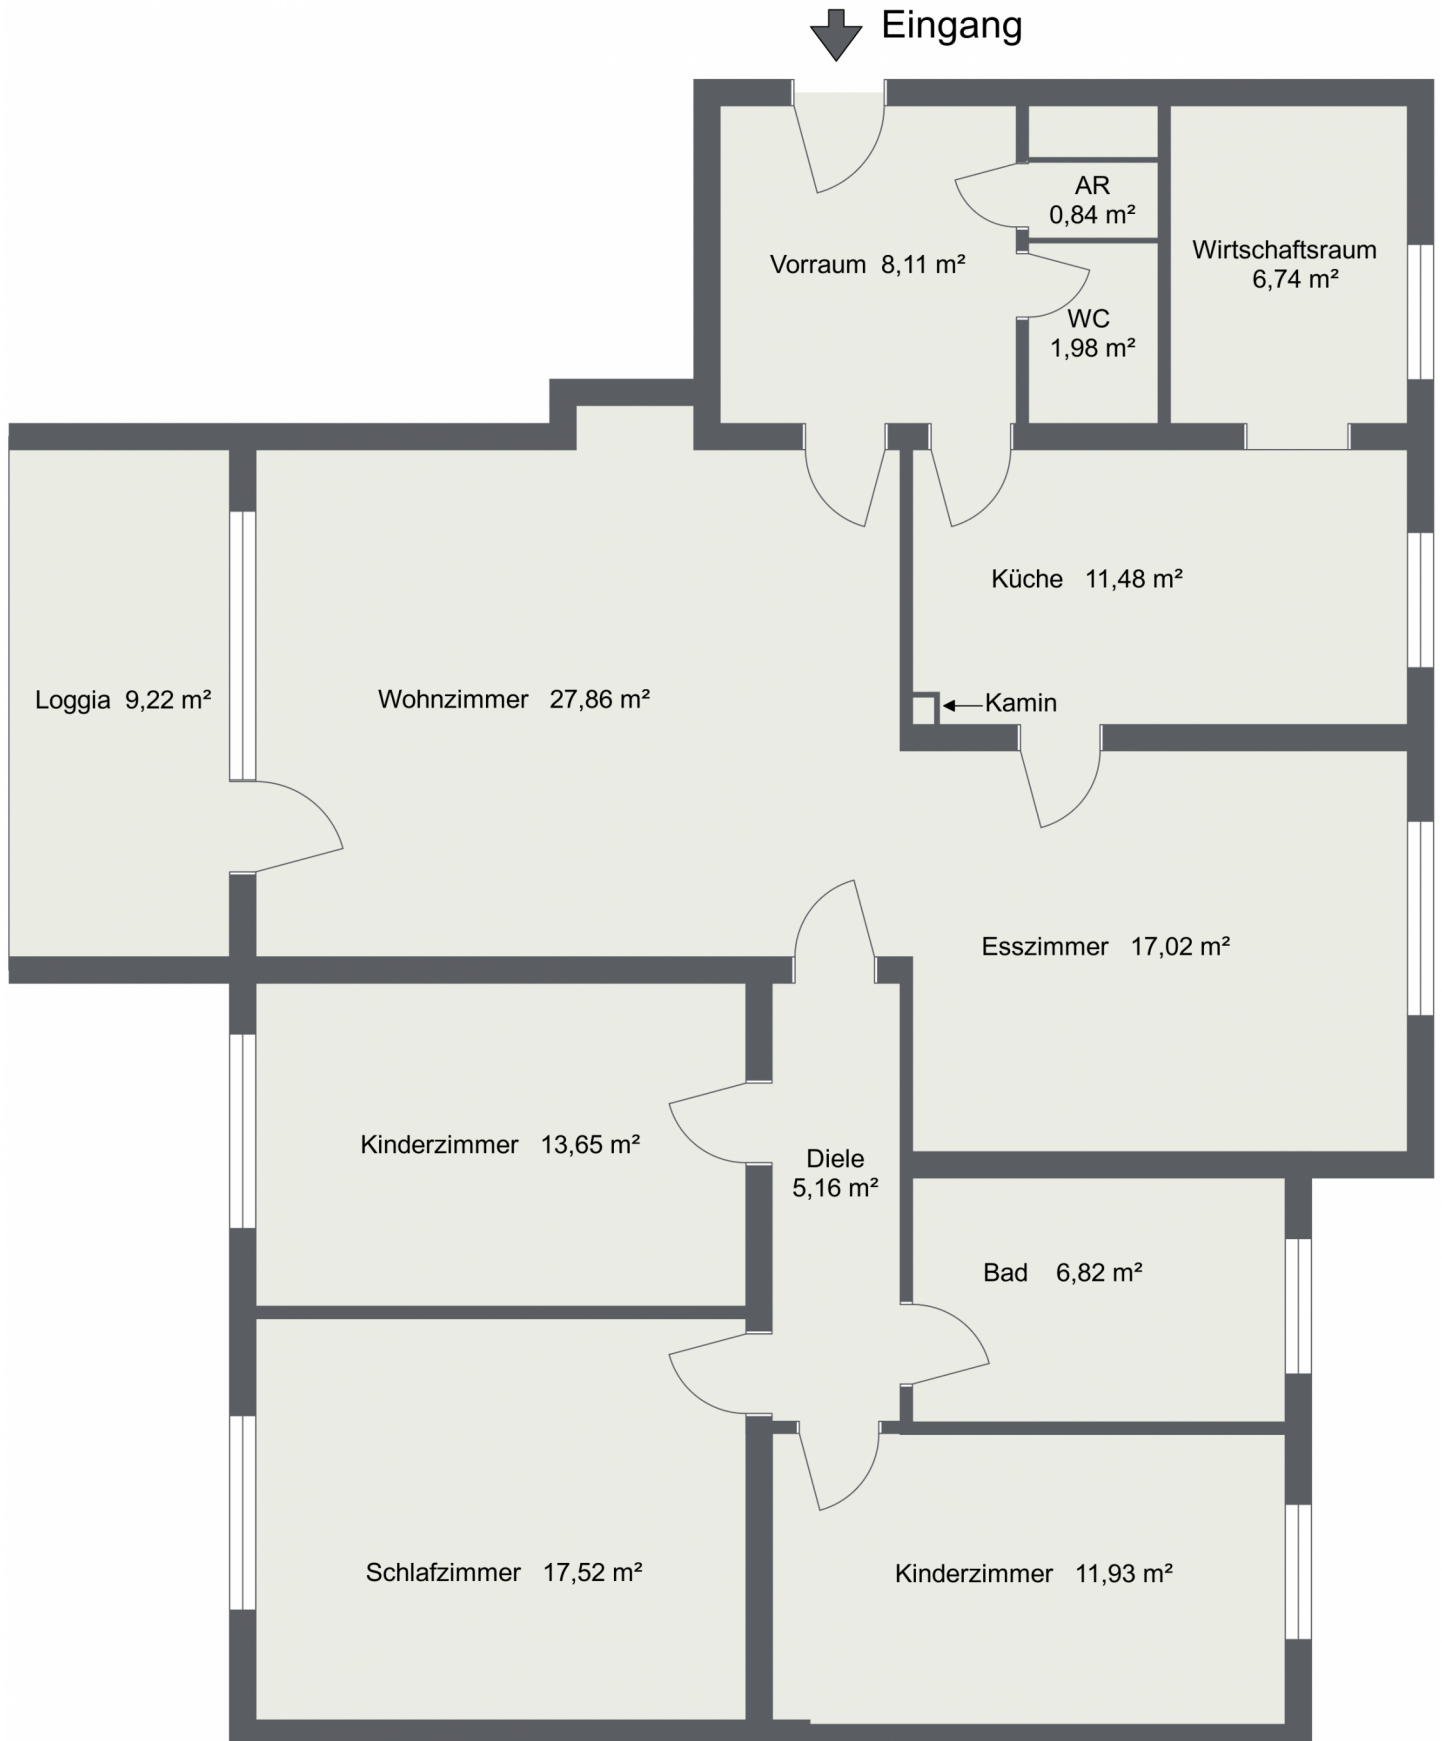 Eingang
AR
0,84 m²
Vorraum 8,11 m²
Wirtschaftsraum
6,74 m²
WC
1,98 m²
Küche 11,48 m²
Loggia 9,22 m²
Wohnzimmer 27,86 m²
Kamin
Esszimmer 17,02 m²
Kinderzimmer 13,65 m²
Diele
5,16 m²
Bad 6,82 m²
Schlafzimmer 17,52 m²
Kinderzimmer 11,93 m²